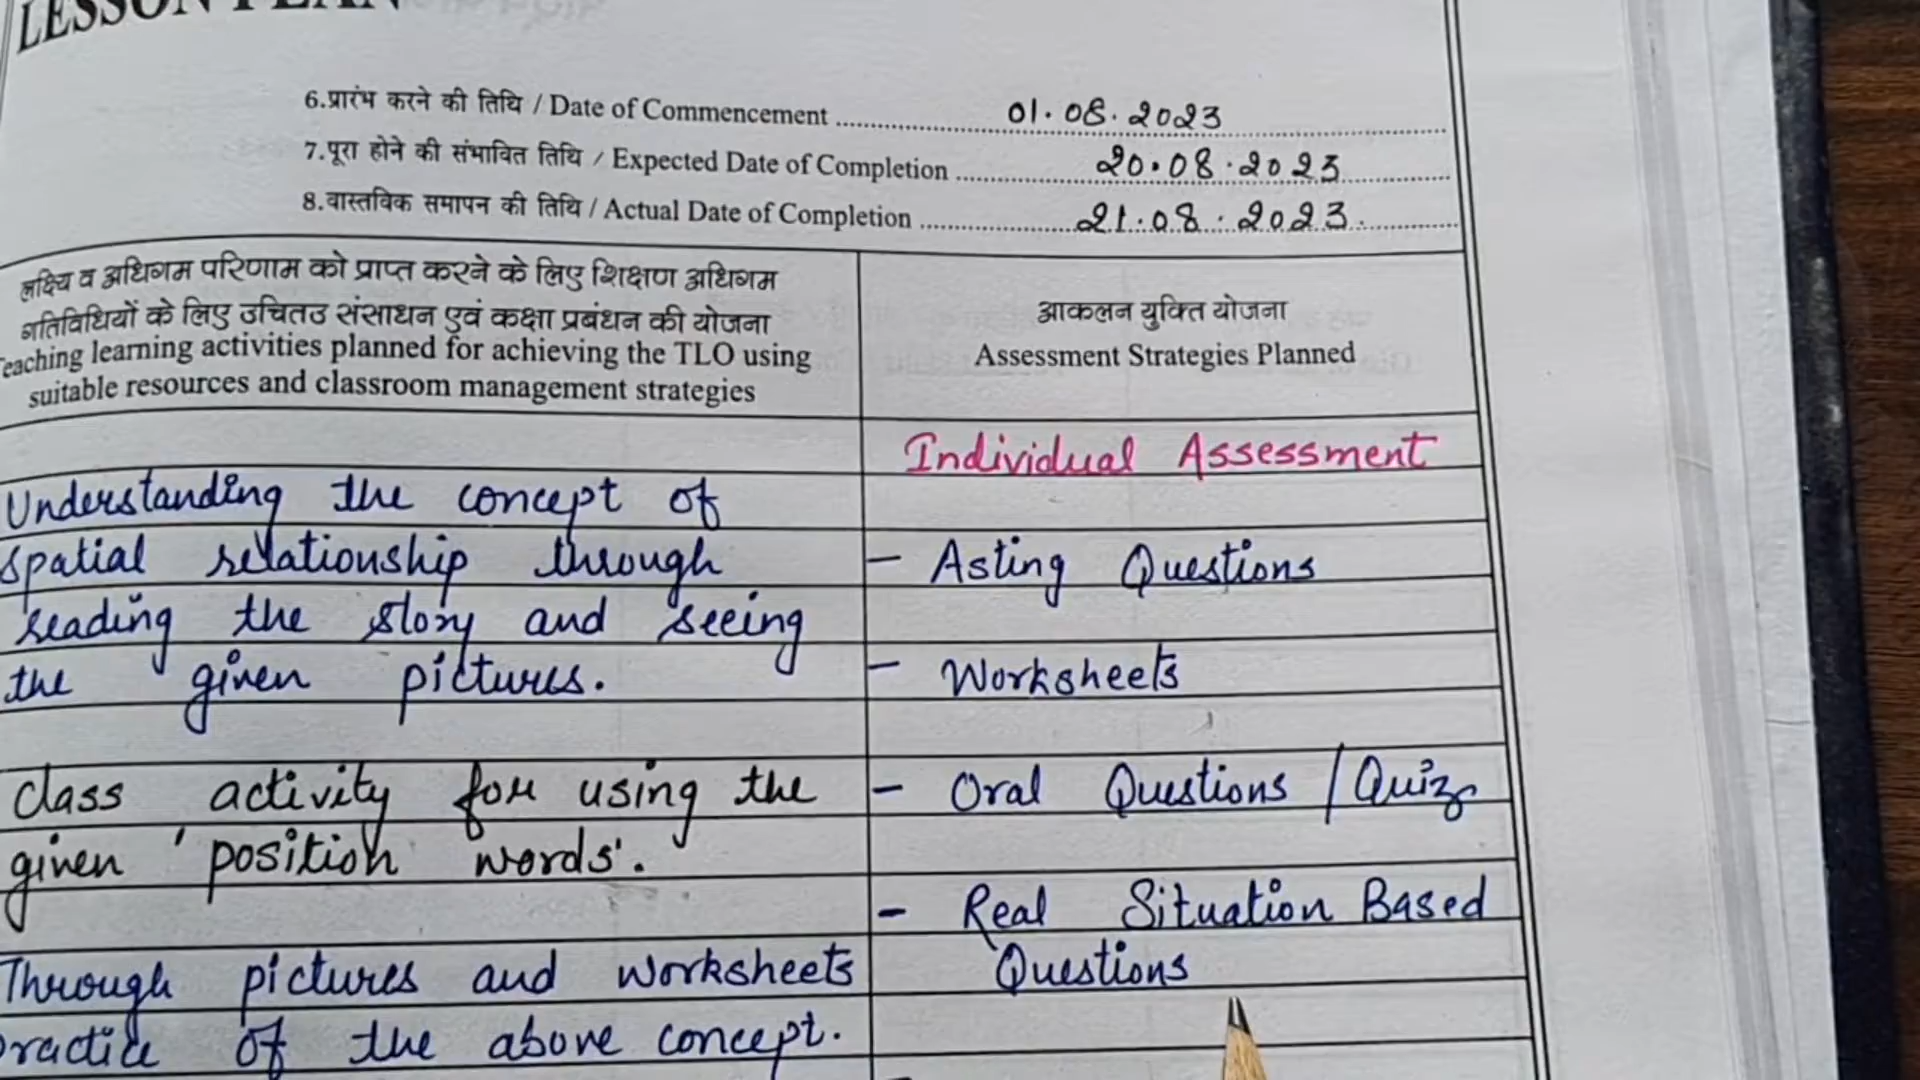 LESSON PLAN
6.प्रारंभ करने की तिथि / Date of Commencement 01.08.2023
7.पूरा होने की संभावित तिथि / Expected Date of Completion 20.08.2023
8.वास्तविक समापन की तिथि / Actual Date of Completion 21.08.2023.
लक्ष्यि व अधिगम परिणाम को प्राप्त करने के लिए शिक्षण अधिगम
गतिविधियों के लिए उचितउ संसाधन एवं कक्षा प्रबंधन की योजना
eaching learning activities planned for achieving the TLO using
suitable resources and classroom management strategies
आकलन युक्ति योजना
Assessment Strategies Planned
Understanding the concept of
spatial relationship through
reading the story and seeing
the given pictures.
Class activity for using the
given 'position words'.
Through pictures and worksheets
practice of the above concept.
Individual Assessment
- Asting Questions
- Worksheets
- Oral Questions / Quiz
- Real Situation Based
Questions